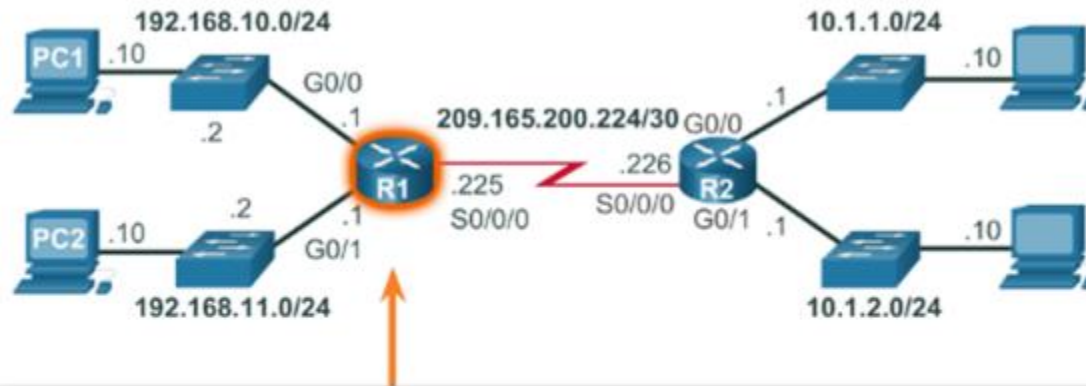 192.168.10.0/24
10.1.1.0/24
PC1
.10
G0/0
.1
.2
209.165.200.224/30
G0/0
.1
.10
R1
.225
S0/0/0
.226
S0/0/0
R2
G0/1
.1
PC2
.10
.2
.1
G0/1
.10
192.168.11.0/24
10.1.2.0/24